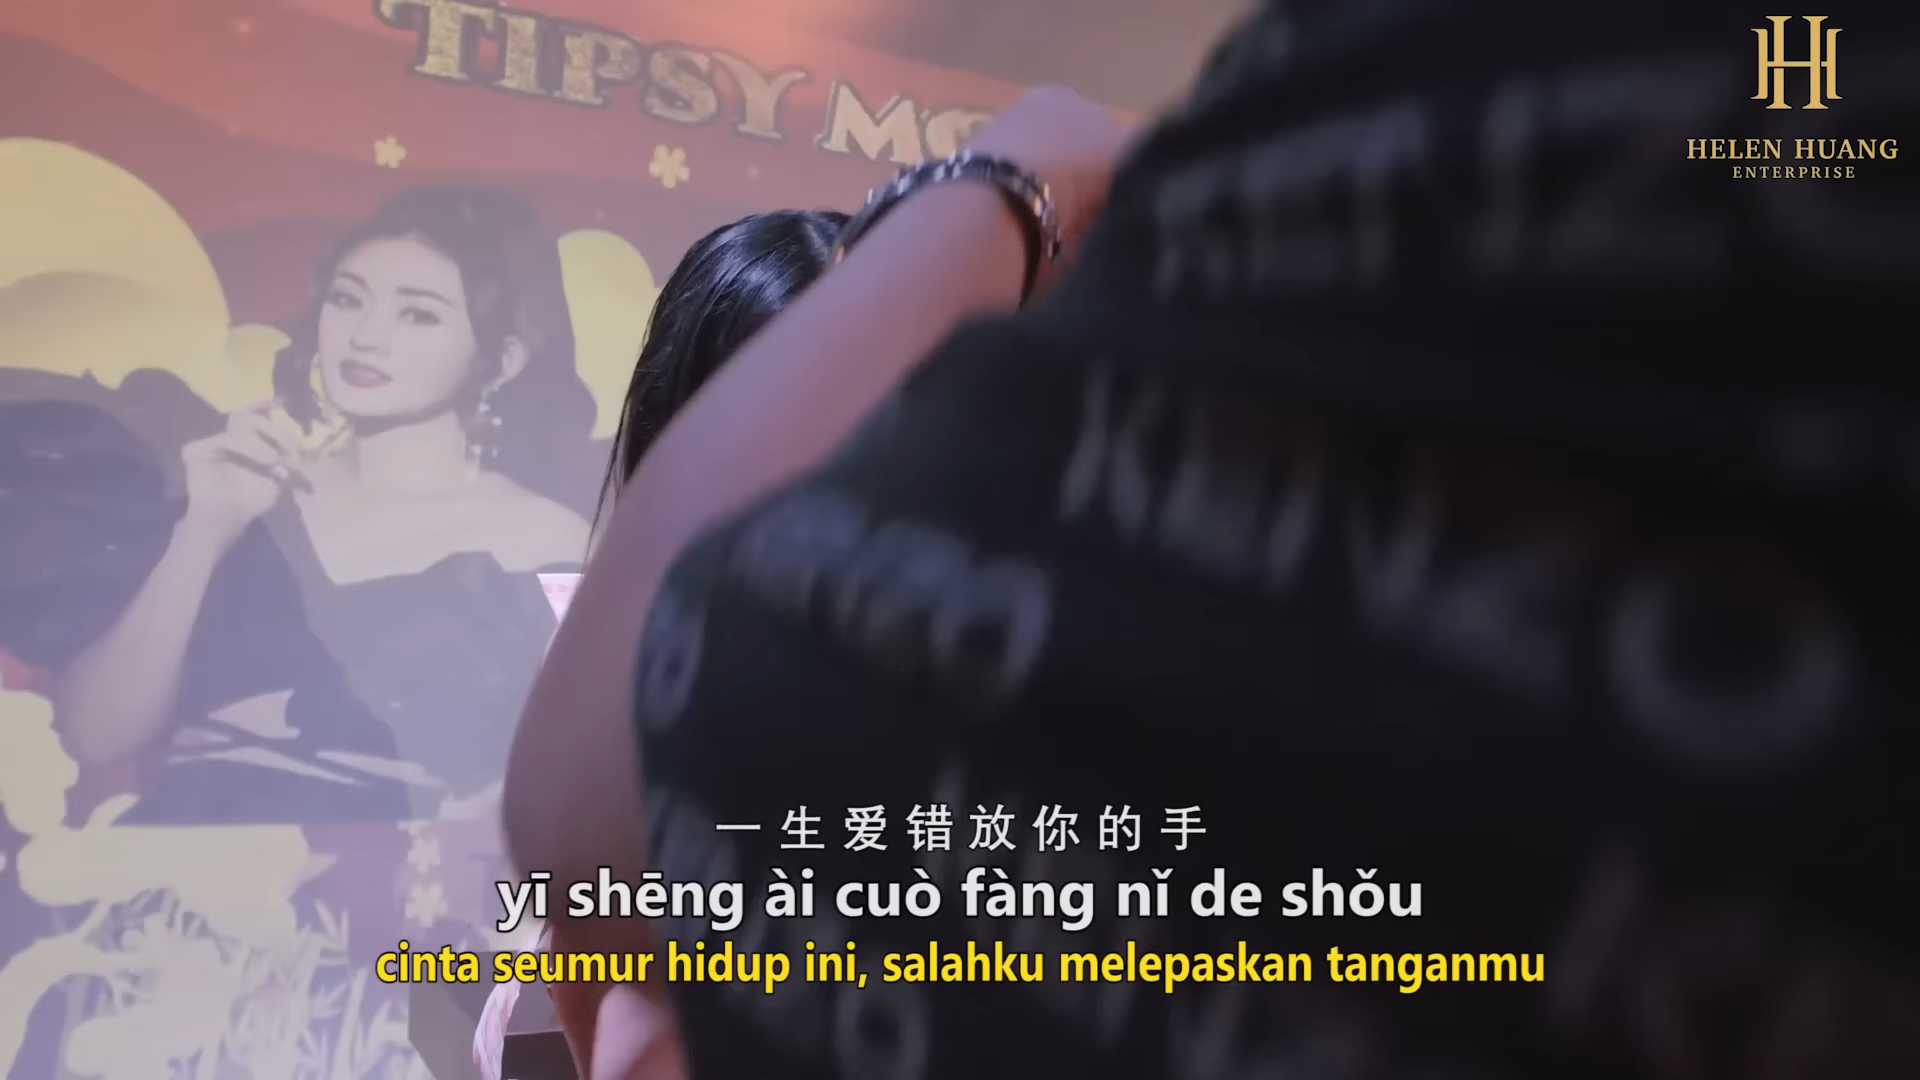 TIPSY
HELEN HUANG
ENTERPRISE
一生爱错放你的手
yī shēng ài cuò fàng nǐ de shǒu
cinta seumur hidup ini, salahku melepaskan tanganmu